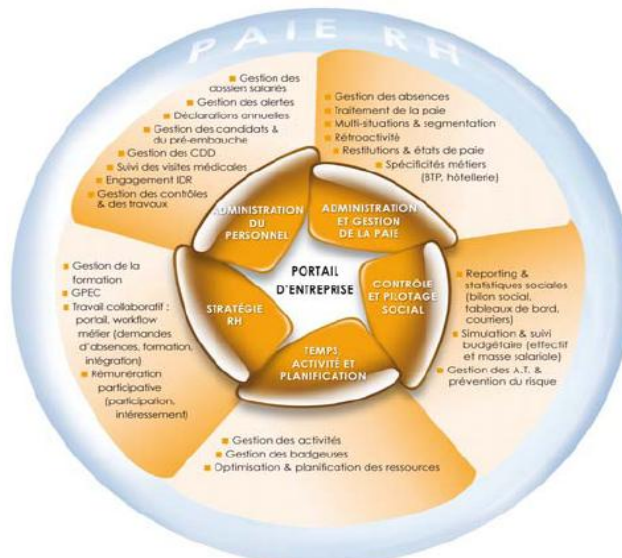 PAIE RH
Gestion des
dossien salariés
Gestion des alertes
Déclarations annuelles
Gestion des candidats &
du pré-embauche
Gestion des CDD
Suivi des visites médicales
Engagement IDR
Gestion des contrôles
& des travaux
Gestion des absences
Traitement de la paie
Multi-situations & segmentation
Rétroactivité
Restitutions & états de paie
Spécificités métiers
(BTP, hôtellerie)
ADMINISTRATION
DU
PERSONNEL
ADMINISTRATION
ET GESTION
DE LA PAIE
PORTAIL
D'ENTREPRISE
STRATÉGIE
RH
CONTRÔLE
ET PILOTAGE
SOCIAL
TEMPS,
ACTIVITÉ ET
PLANIFICATION
Gestion de la
formation
GPEC
Travail collaboratif :
portail, workflow
métier (demandes
d'absences, formation,
intégration)
Rémunération
participative
(participation,
intéressement)
Reporting &
statistiques sociales
(bilan social,
tableaux de bord,
courriers)
Simulation & suivi
budgétaire (effectif
et masse salariale)
Gestion des A.T. &
prévention du risque
Gestion des activités
Gestion des badgeuses
Optimisation & planification des ressources